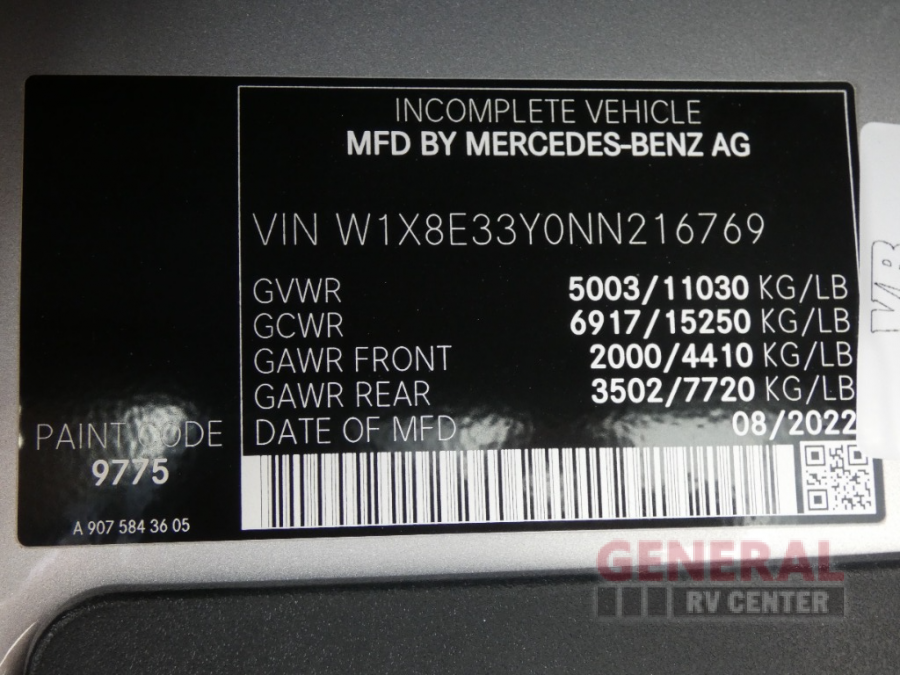 INCOMPLETE VEHICLE
MFD BY MERCEDES-BENZ AG
VIN W1X8E33Y0NN216769
GVWR 5003/11030 KG/LB
GCWR 6917/15250 KG/LB
GAWR FRONT 2000/4410 KG/LB
GAWR REAR 3502/7720 KG/LB
DATE OF MFD 08/2022
PAINT CODE
9775
A 907 584 36 05
GENERAL
RV CENTER